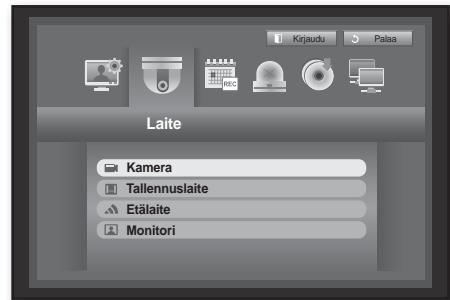 Kirjaudu Palaa
REC
Laite
Kamera
Tallennuslaite
Etälaite
Monitori